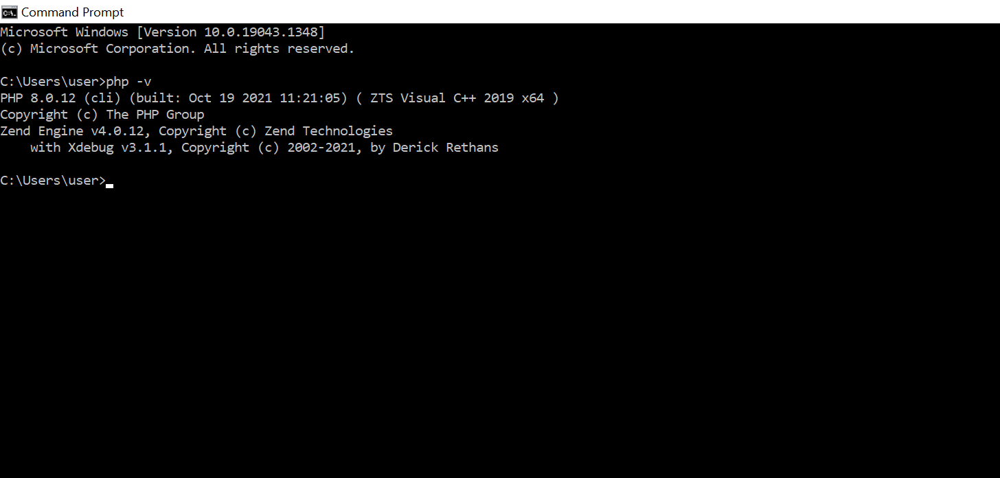 Command Prompt
Microsoft Windows [Version 10.0.19043.1348]
(c) Microsoft Corporation. All rights reserved.
C:\Users\user>php -v
PHP 8.0.12 (cli) (built: Oct 19 2021 11:21:05) ( ZTS Visual C++ 2019 x64 )
Copyright (c) The PHP Group
Zend Engine v4.0.12, Copyright (c) Zend Technologies
    with Xdebug v3.1.1, Copyright (c) 2002-2021, by Derick Rethans
C:\Users\user>